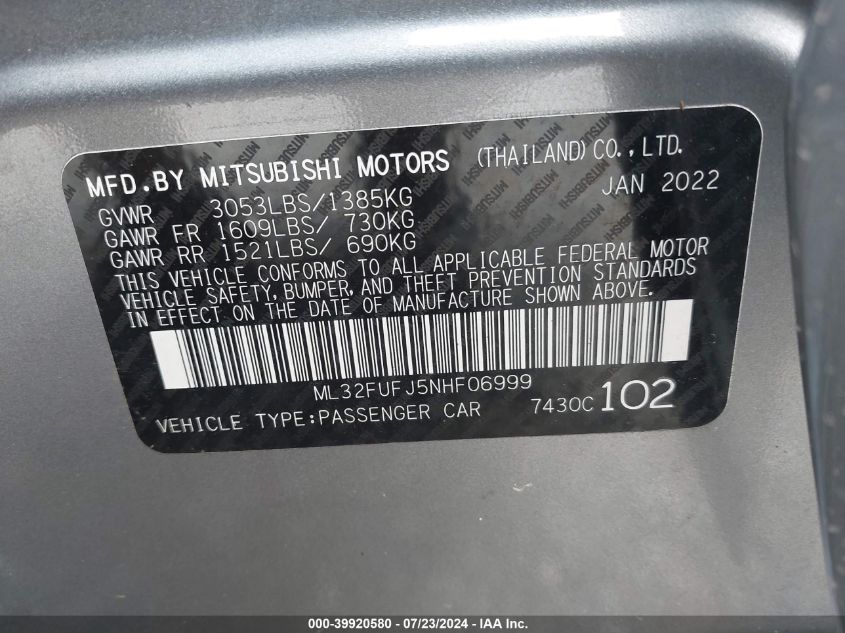 MFD.BY MITSUBISHI MOTORS (THAILAND) CO.,LTD.
JAN 2022
GVWR 3053LBS/1385KG
GAWR FR 1609LBS/ 730KG
GAWR RR 1521LBS/ 690KG
THIS VEHICLE CONFORMS TO ALL APPLICABLE FEDERAL MOTOR
VEHICLE SAFETY, BUMPER, AND THEFT PREVENTION STANDARDS
IN EFFECT ON THE DATE OF MANUFACTURE SHOWN ABOVE.
ML32FUFJ5NHF06999
VEHICLE TYPE:PASSENGER CAR 7430C 102
000-39920580 - 07/23/2024 - IAA, Inc.